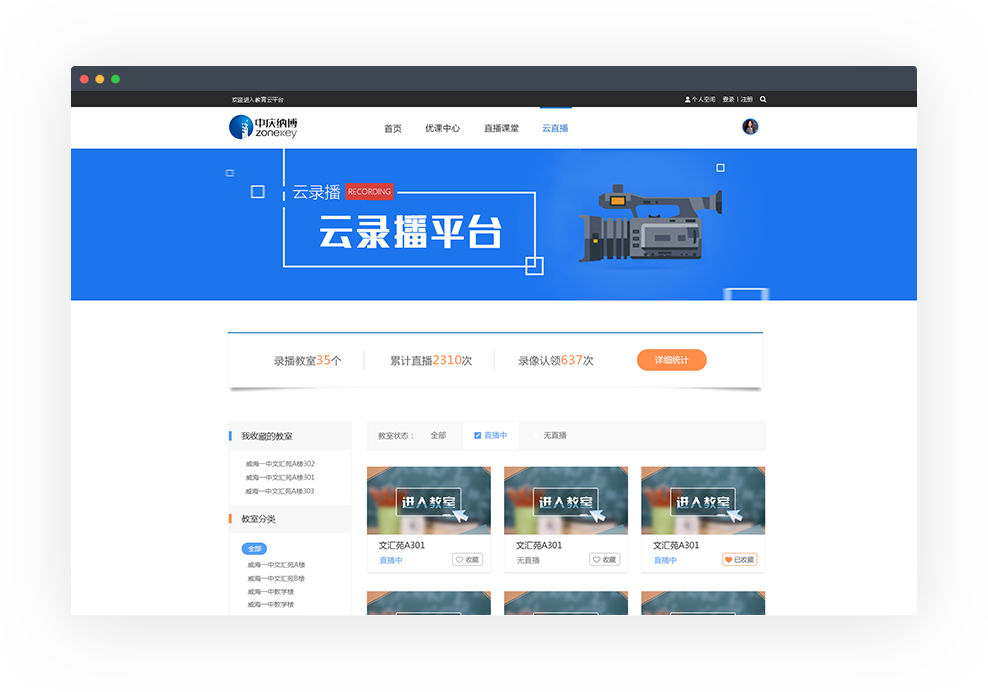 欢迎进入教育云平台
个人空间 登录 | 注册
中庆纳博
zonekey
首页 优课中心 直播课堂 云直播
云录播 RECORDING
云录播平台
录播教室35个 累计直播2310次 录像认领637次 详细统计
我收藏的教室
威海一中文汇苑A楼302
威海一中文汇苑A楼301
威海一中文汇苑A楼303
教室分类
全部
威海一中文汇苑A楼
威海一中文汇苑B楼
威海一中教学楼
威海一中教学楼
教室状态： 全部 直播中 无直播
进入教室 进入教室 进入教室
文汇苑A301 文汇苑A301 文汇苑A301
直播中 收藏 无直播 收藏 直播中 已收藏